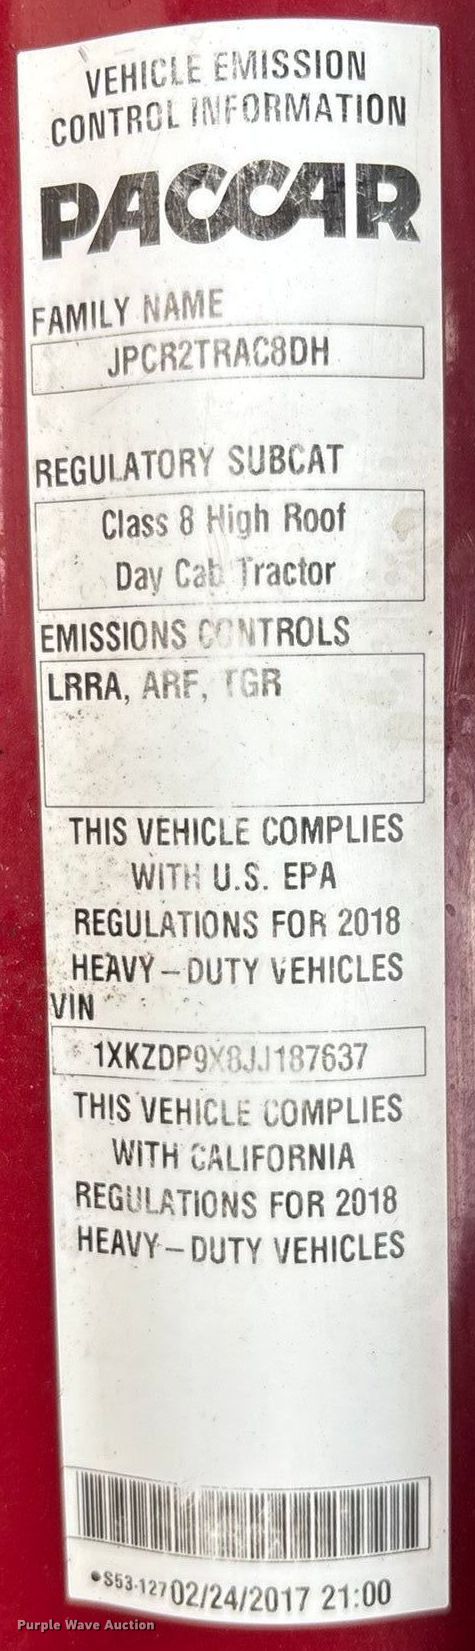 VEHICLE EMISSION
CONTROL INFORMATION
PACCAR
FAMILY NAME
JPCR2TRAC8DH
REGULATORY SUBCAT
Class 8 High Roof
Day Cab Tractor
EMISSIONS CONTROLS
LRRA, ARF, TGR
THIS VEHICLE COMPLIES
WITH U.S. EPA
REGULATIONS FOR 2018
HEAVY-DUTY VEHICLES
VIN
1XKZDP9X8JJ187637
THIS VEHICLE COMPLIES
WITH CALIFORNIA
REGULATIONS FOR 2018
HEAVY-DUTY VEHICLES
●S53-127 02/24/2017 21:00
Purple Wave Auction